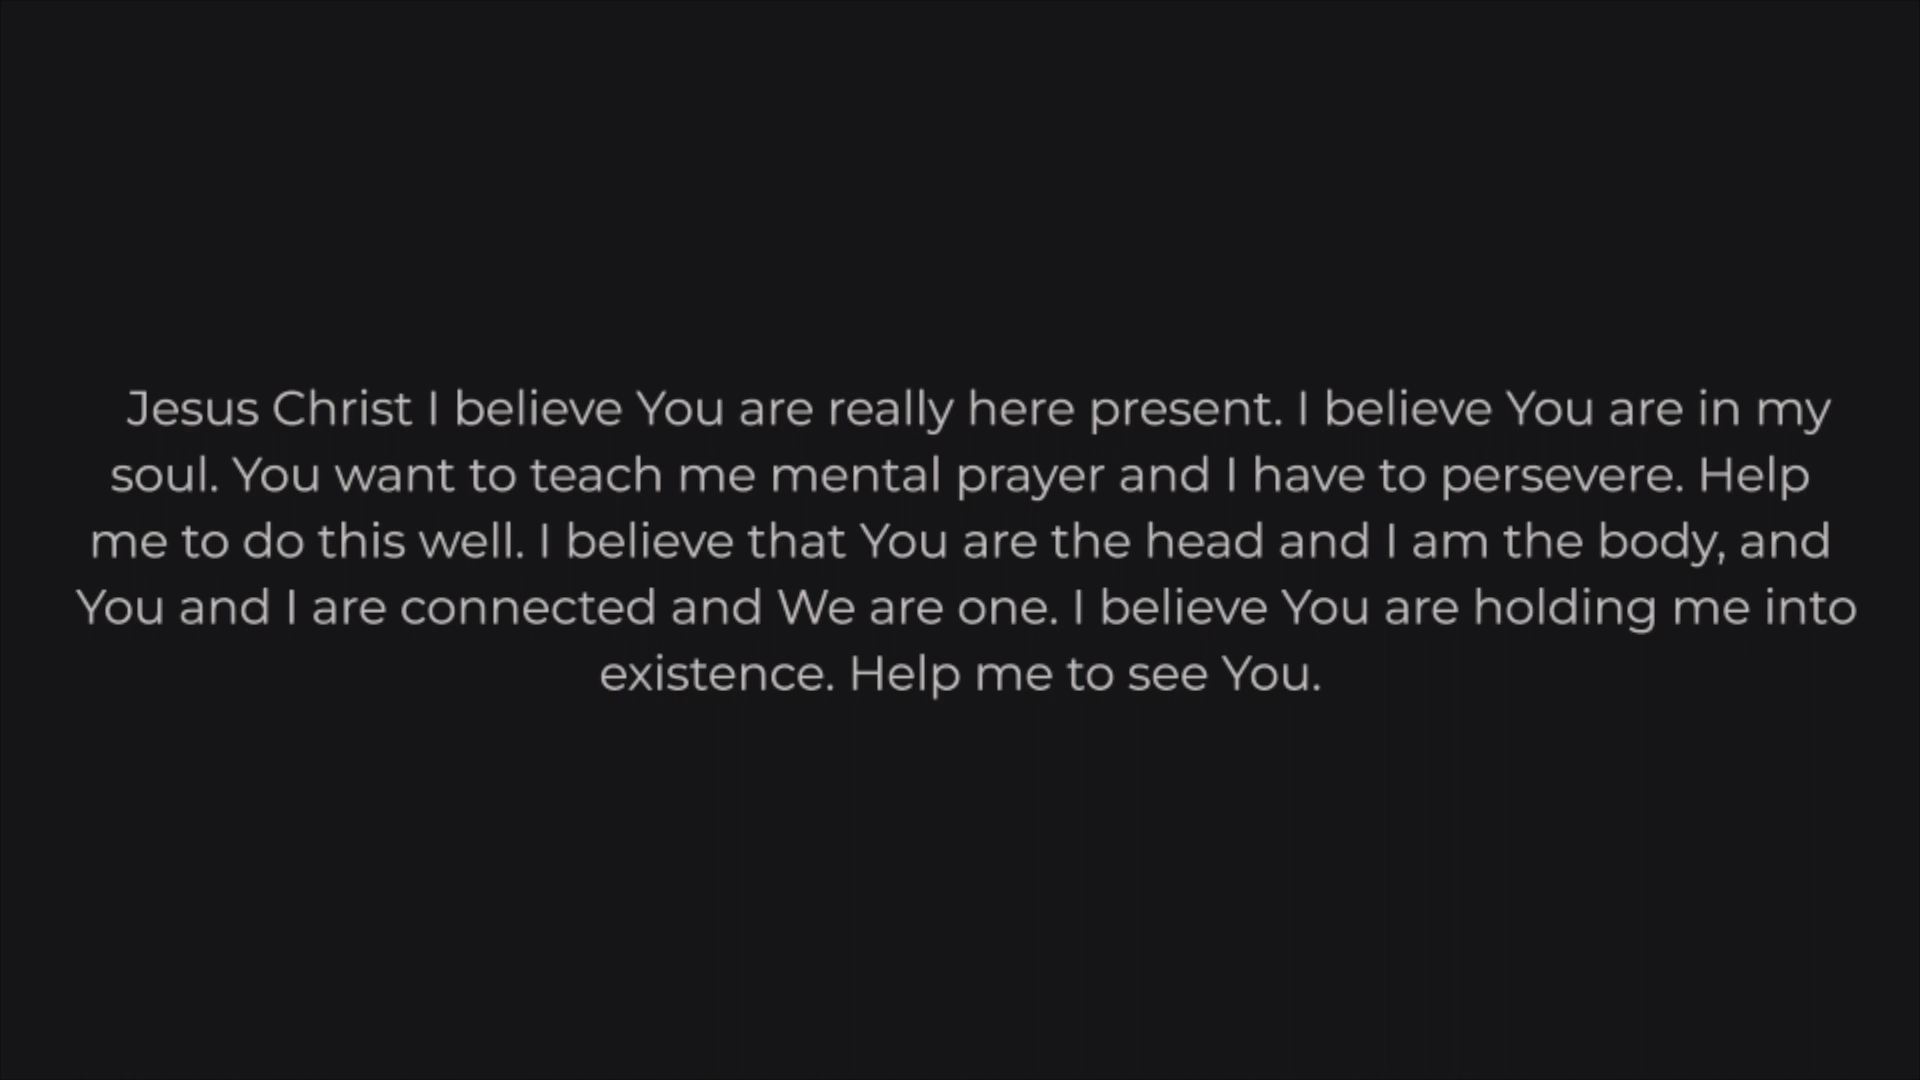 Jesus Christ I believe You are really here present. I believe You are in my
soul. You want to teach me mental prayer and I have to persevere. Help
me to do this well. I believe that You are the head and I am the body, and
You and I are connected and We are one. I believe You are holding me into
existence. Help me to see You.